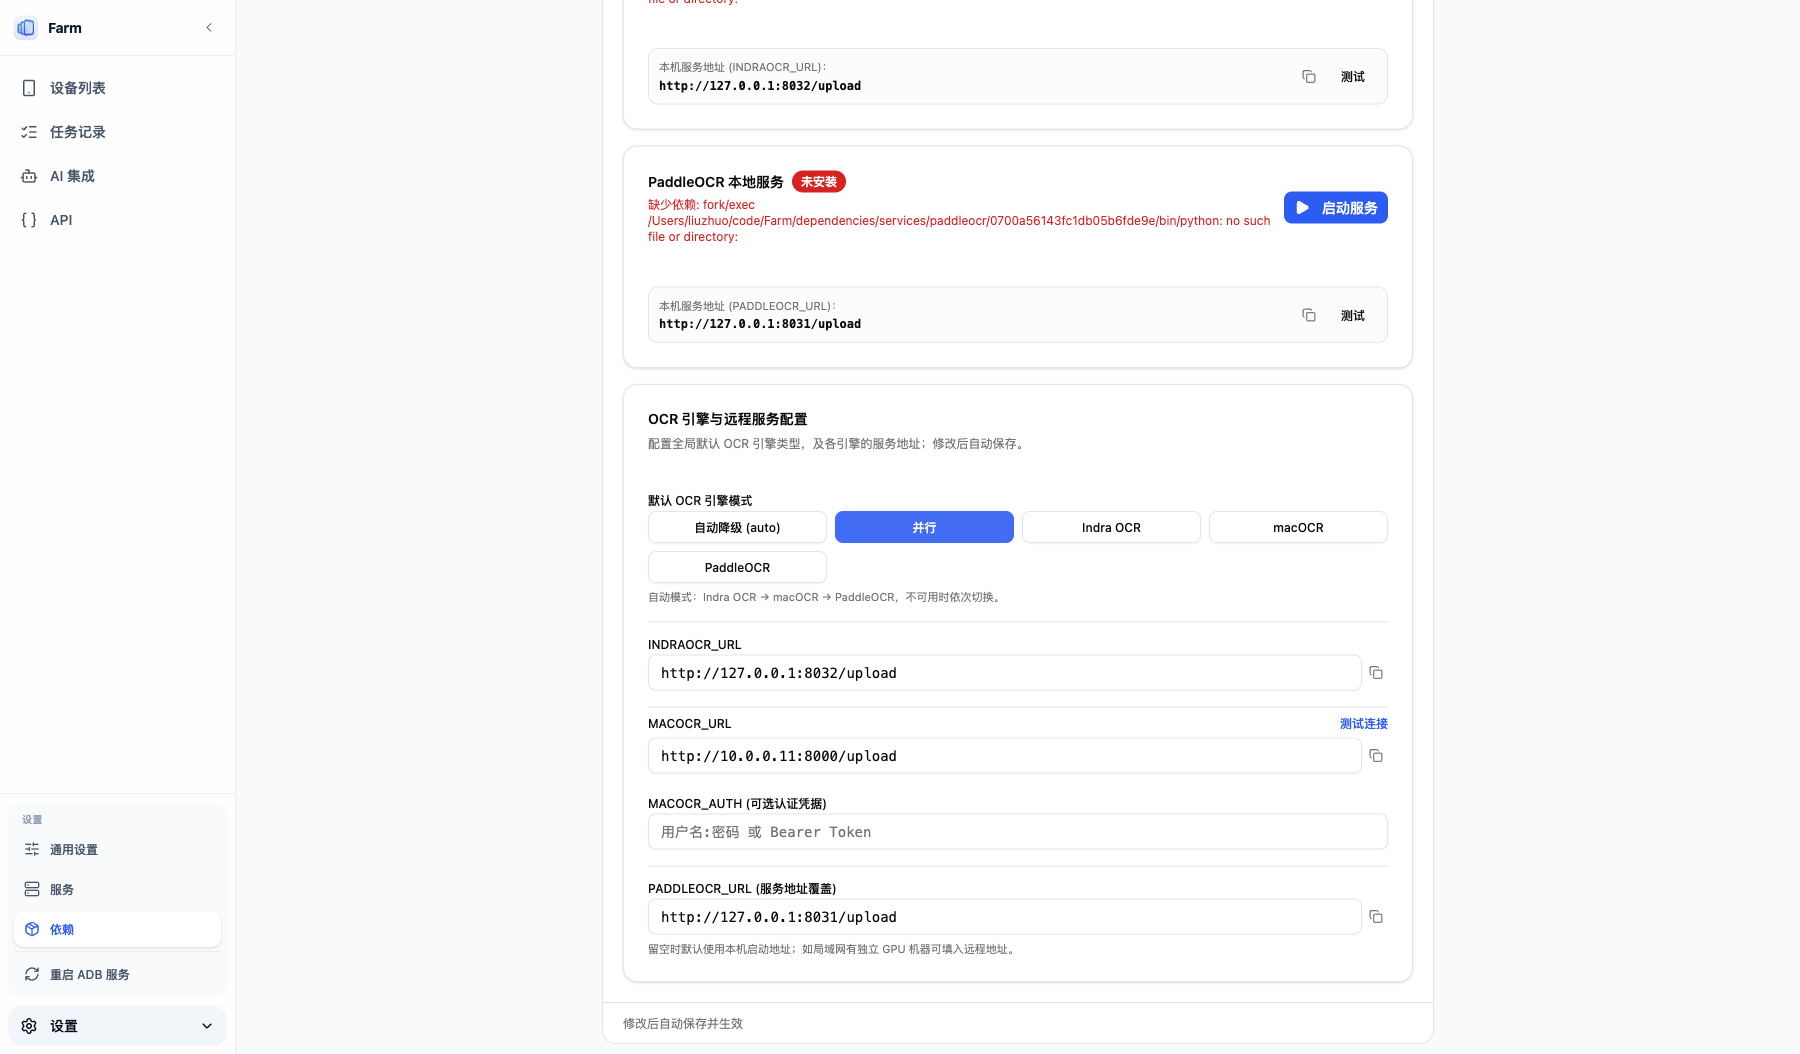 Farm
设备列表
任务记录
AI 集成
API
设置
通用设置
服务
依赖
重启 ADB 服务
设置
file or directory:
本机服务地址 (INDRAOCR_URL):
http://127.0.0.1:8032/upload
测试
PaddleOCR 本地服务
未安装
缺少依赖: fork/exec
/Users/liuzhuo/code/Farm/dependencies/services/paddleocr/0700a56143fc1db05b6fde9e/bin/python: no such
file or directory:
启动服务
本机服务地址 (PADDLEOCR_URL):
http://127.0.0.1:8031/upload
测试
OCR 引擎与远程服务配置
配置全局默认 OCR 引擎类型，及各引擎的服务地址；修改后自动保存。
默认 OCR 引擎模式
自动降级 (auto)
并行
Indra OCR
macOCR
PaddleOCR
自动模式：Indra OCR → macOCR → PaddleOCR，不可用时依次切换。
INDRAOCR_URL
http://127.0.0.1:8032/upload
MACOCR_URL
测试连接
http://10.0.0.11:8000/upload
MACOCR_AUTH (可选认证凭据)
用户名:密码 或 Bearer Token
PADDLEOCR_URL (服务地址覆盖)
http://127.0.0.1:8031/upload
留空时默认使用本机启动地址；如局域网有独立 GPU 机器可填入远程地址。
修改后自动保存并生效